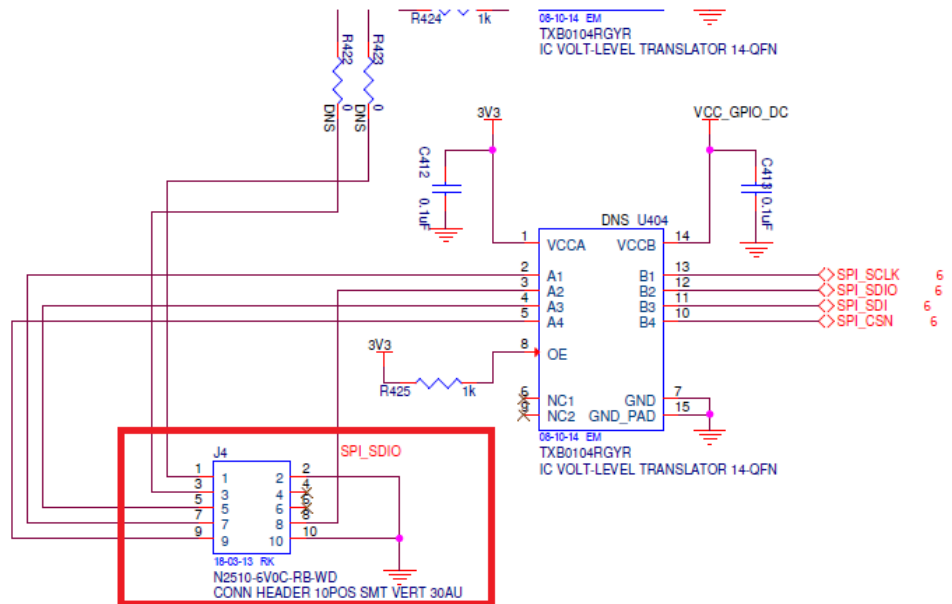 R424 1k
08-10-14 EM
TXB0104RGYR
IC VOLT-LEVEL TRANSLATOR 14-QFN
R422 0 DNS
R423 0 DNS
3V3
VCC_GPIO_DC
C412 0.1uF
C413 0.1uF
DNS U404
1 VCCA VCCB 14
2 A1 B1 13 SPI_SCLK 6
3 A2 B2 12 SPI_SDIO 6
4 A3 B3 11 SPI_SDI 6
5 A4 B4 10 SPI_CSN 6
3V3
8 OE
R425 1k
6 NC1 GND 7
9 NC2 GND_PAD 15
08-10-14 EM
TXB0104RGYR
IC VOLT-LEVEL TRANSLATOR 14-QFN
J4 SPI_SDIO
1 1 2 2
3 3 4 4
5 5 6 6
7 7 8 8
9 9 10 10
18-03-13 RK
N2510-6V0C-RB-WD
CONN HEADER 10POS SMT VERT 30AU